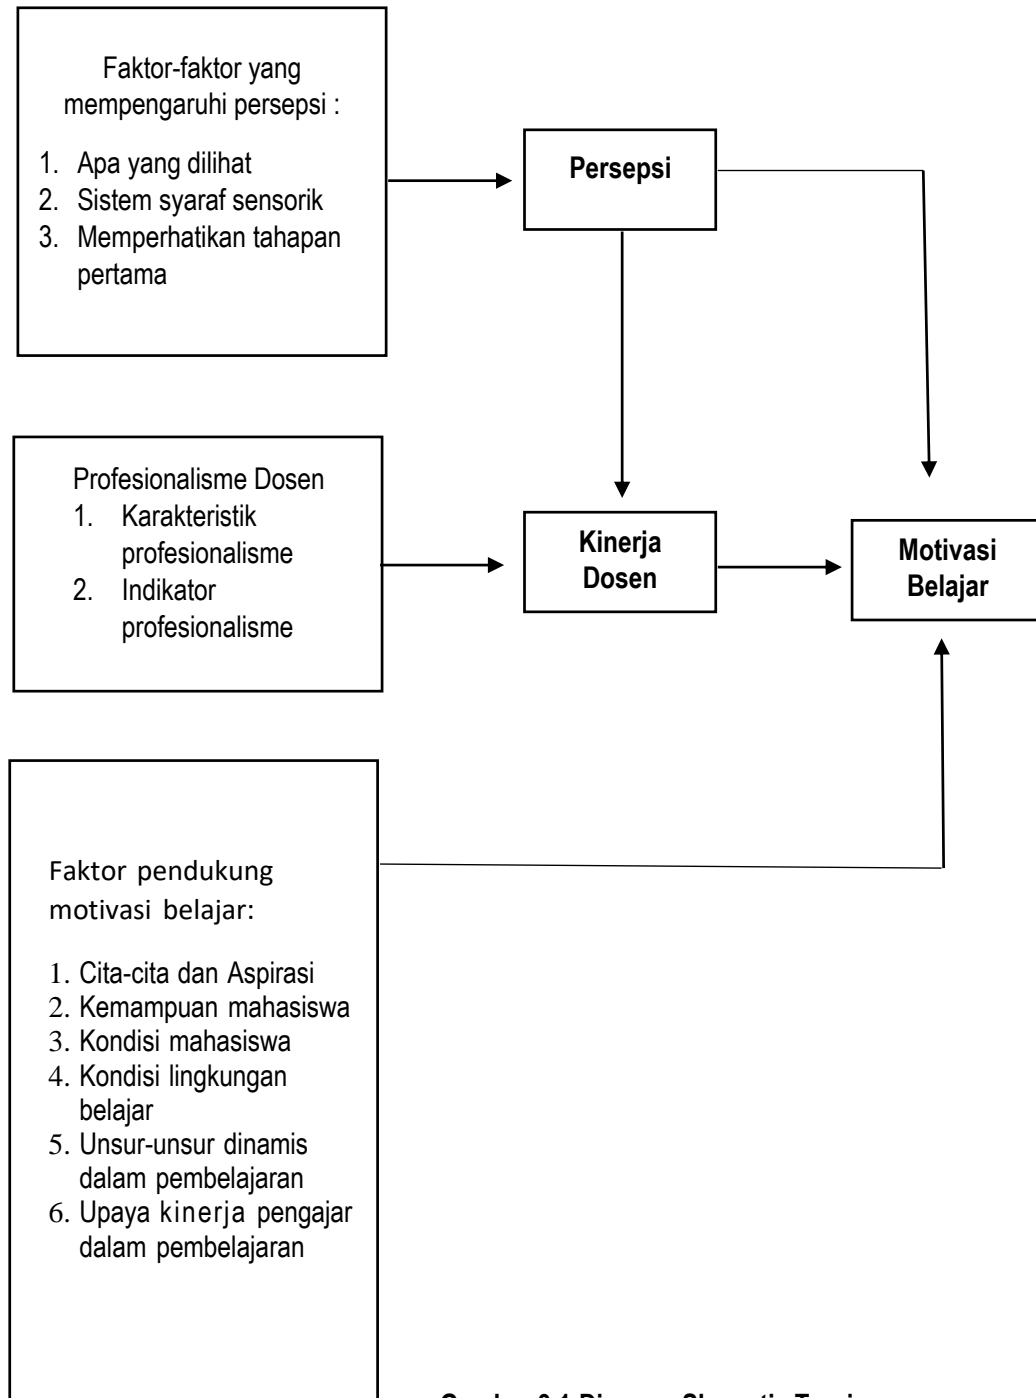 Faktor-faktor yang
mempengaruhi persepsi :
1. Apa yang dilihat
2. Sistem syaraf sensorik
3. Memperhatikan tahapan
pertama
Persepsi
Profesionalisme Dosen
1. Karakteristik
profesionalisme
2. Indikator
profesionalisme
Kinerja
Dosen
Motivasi
Belajar
Faktor pendukung
motivasi belajar:
1. Cita-cita dan Aspirasi
2. Kemampuan mahasiswa
3. Kondisi mahasiswa
4. Kondisi lingkungan
belajar
5. Unsur-unsur dinamis
dalam pembelajaran
6. Upaya kinerja pengajar
dalam pembelajaran